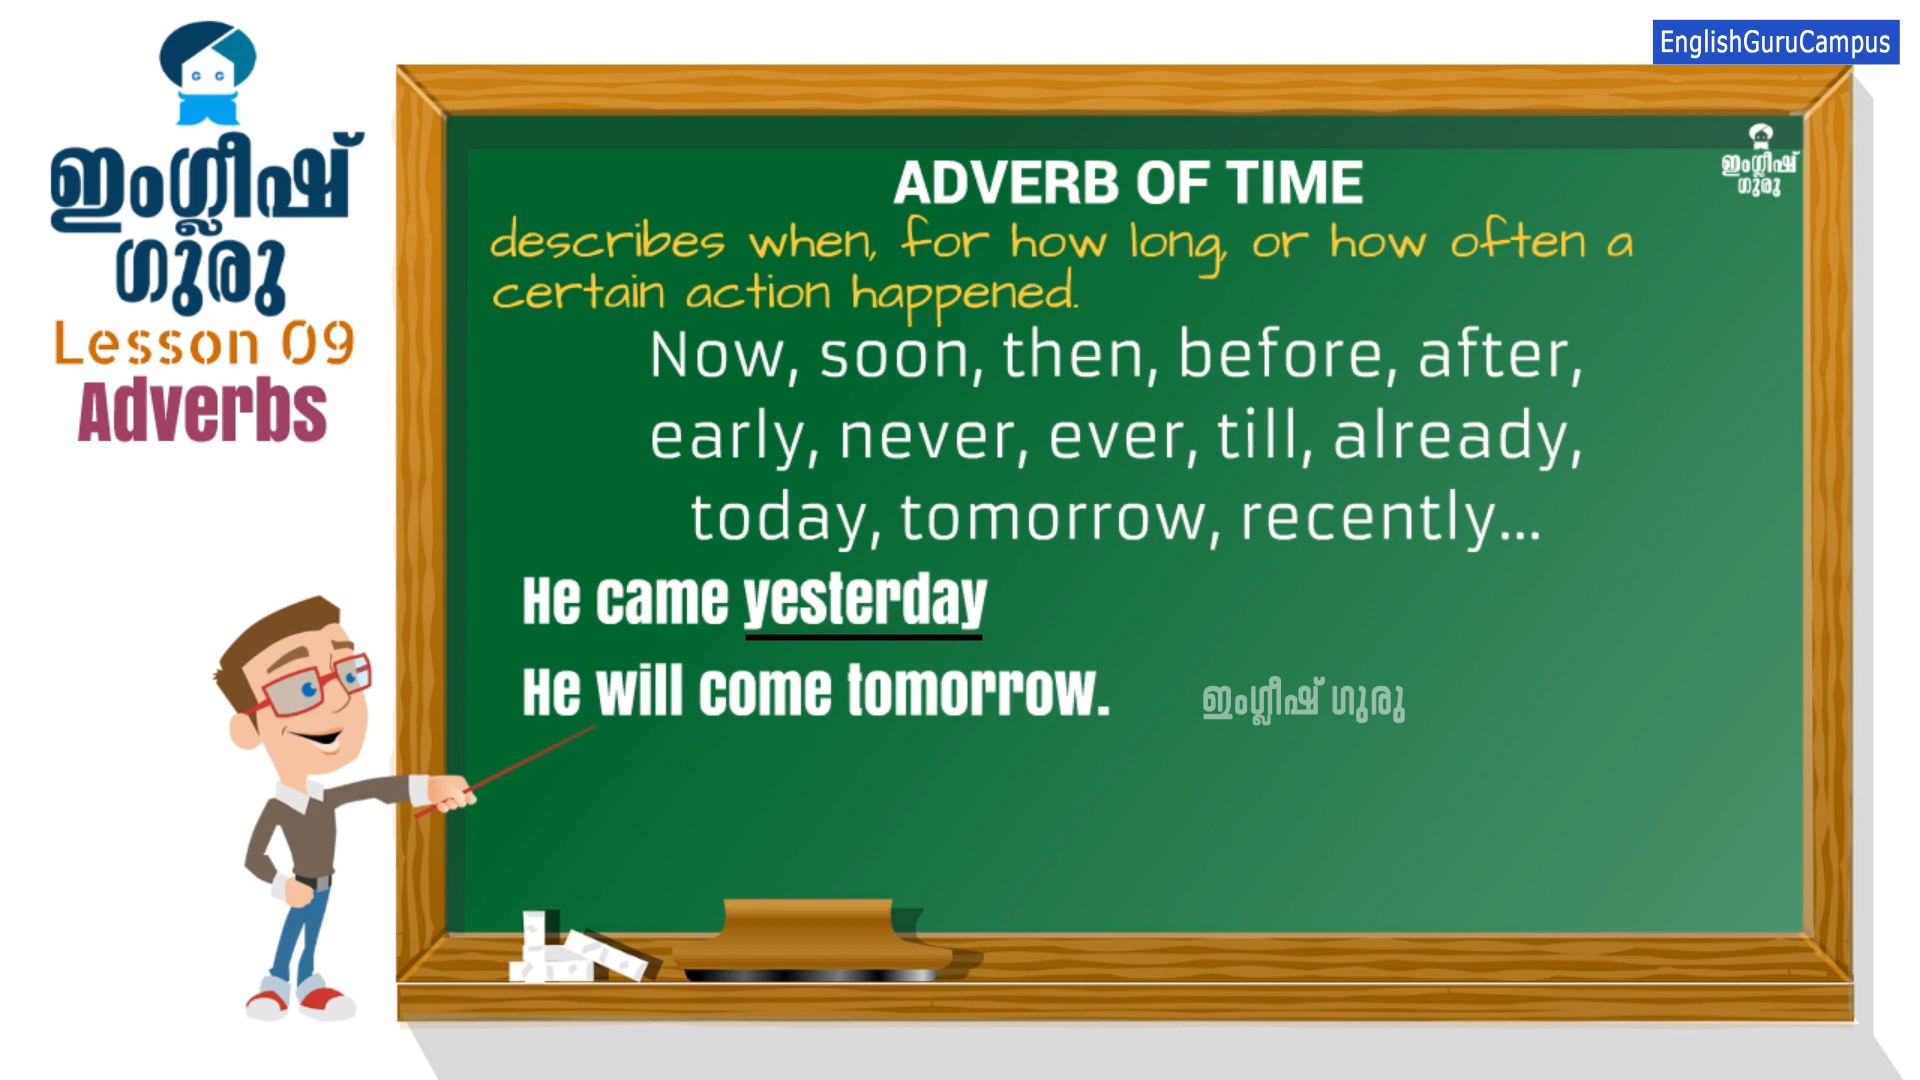 EnglishGuruCampus
ഇംഗ്ലീഷ്
ഗുരു
Lesson 09
Adverbs
ഇംഗ്ലീഷ്
ഗുരു
ADVERB OF TIME
describes when, for how long, or how often a
certain action happened.
Now, soon, then, before, after,
early, never, ever, till, already,
today, tomorrow, recently...
He came yesterday
He will come tomorrow.
ഇംഗ്ലീഷ് ഗുരു